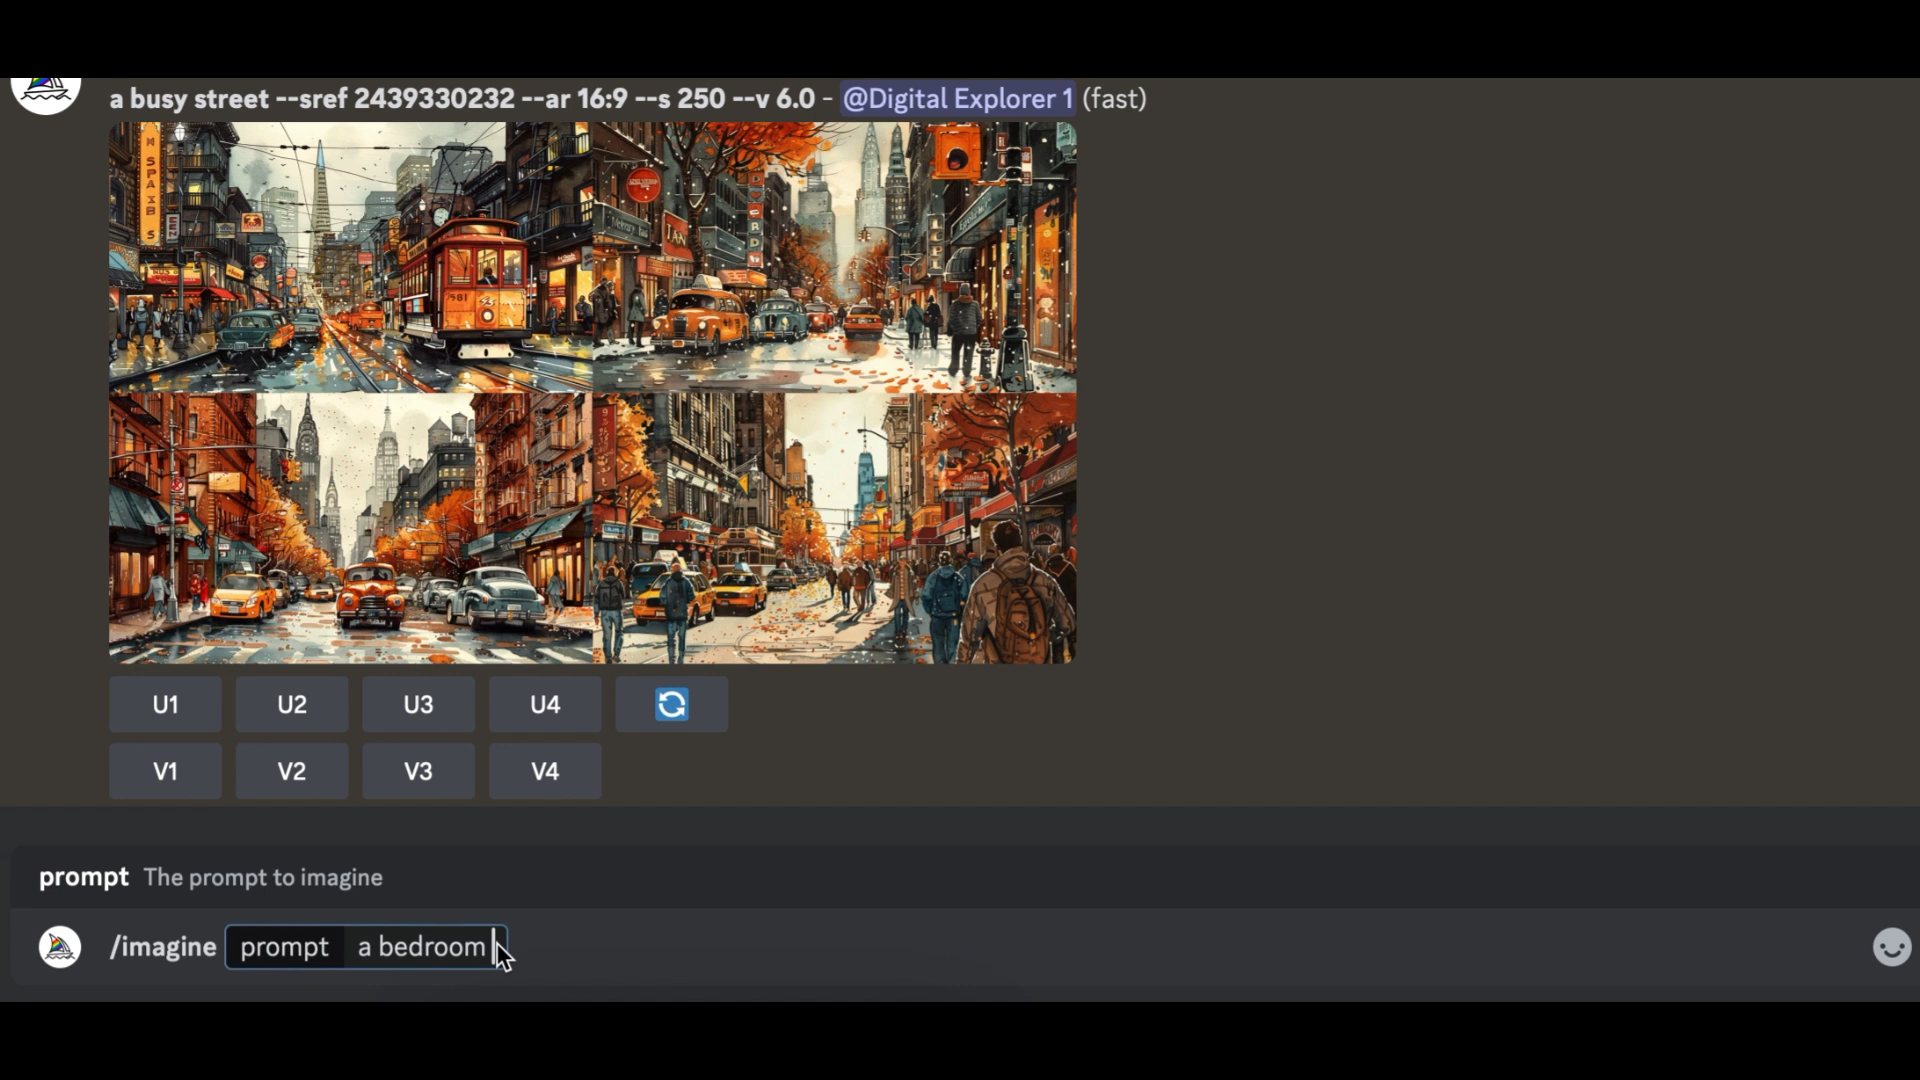 a busy street --sref 2439330232 --ar 16:9 --s 250 --v 6.0 - @Digital Explorer 1 (fast)
U1 U2 U3 U4
V1 V2 V3 V4
prompt The prompt to imagine
/imagine prompt a bedroom